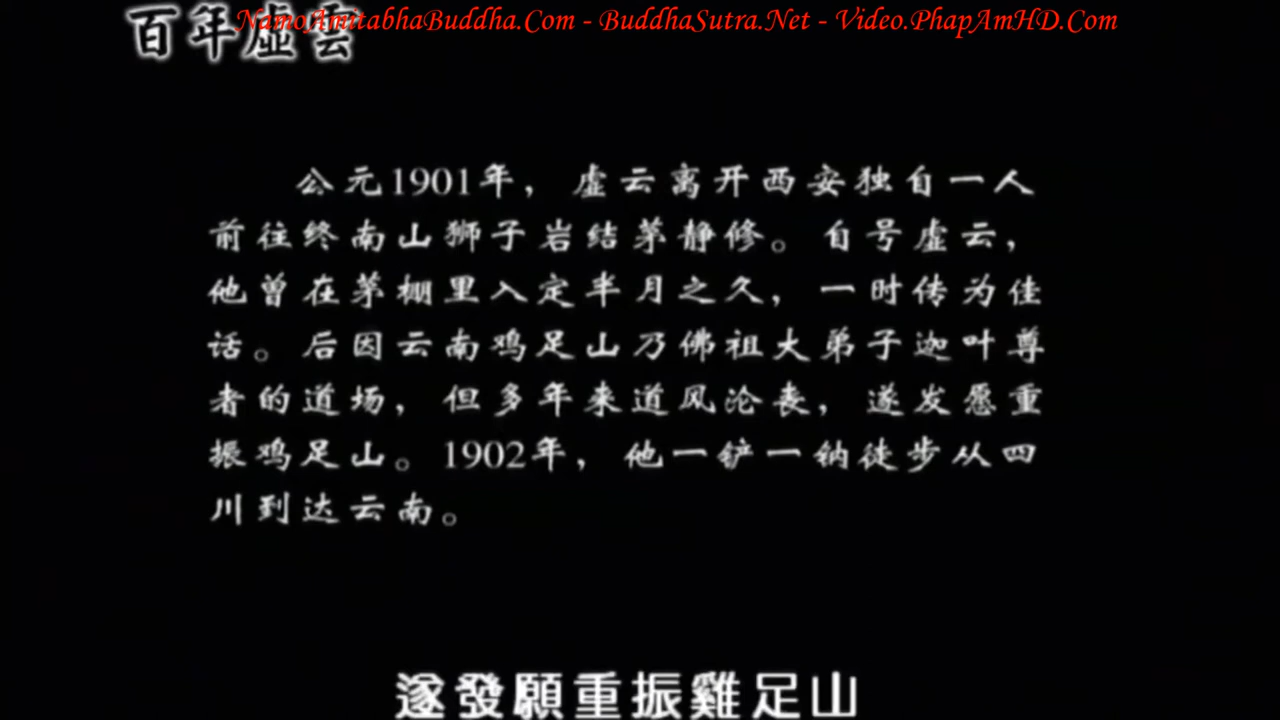 NamoAmitabhaBuddha.Com - BuddhaSutra.Net - Video.PhapAmHD.Com
百年虛雲
公元1901年，虚云离开西安独自一人
前往终南山狮子岩结茅静修。自号虚云，
他曾在茅棚里入定半月之久，一时传为佳
话。后因云南鸡足山乃佛祖大弟子迦叶尊
者的道场，但多年来道风沦丧，遂发愿重
振鸡足山。1902年，他一铲一衲徒步从四
川到达云南。
遂發願重振雞足山